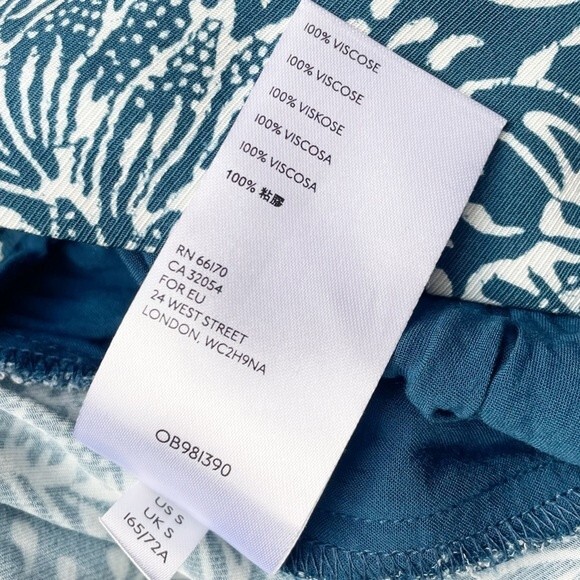 100% VISCOSE
100% VISCOSE
100% VISKOSE
100% VISCOSA
100% VISCOSA
100% 粘膠
RN 66170
CA 32054
FOR EU
24 WEST STREET
LONDON, WC2H9NA
OB981390
US S
UK S
165/72A